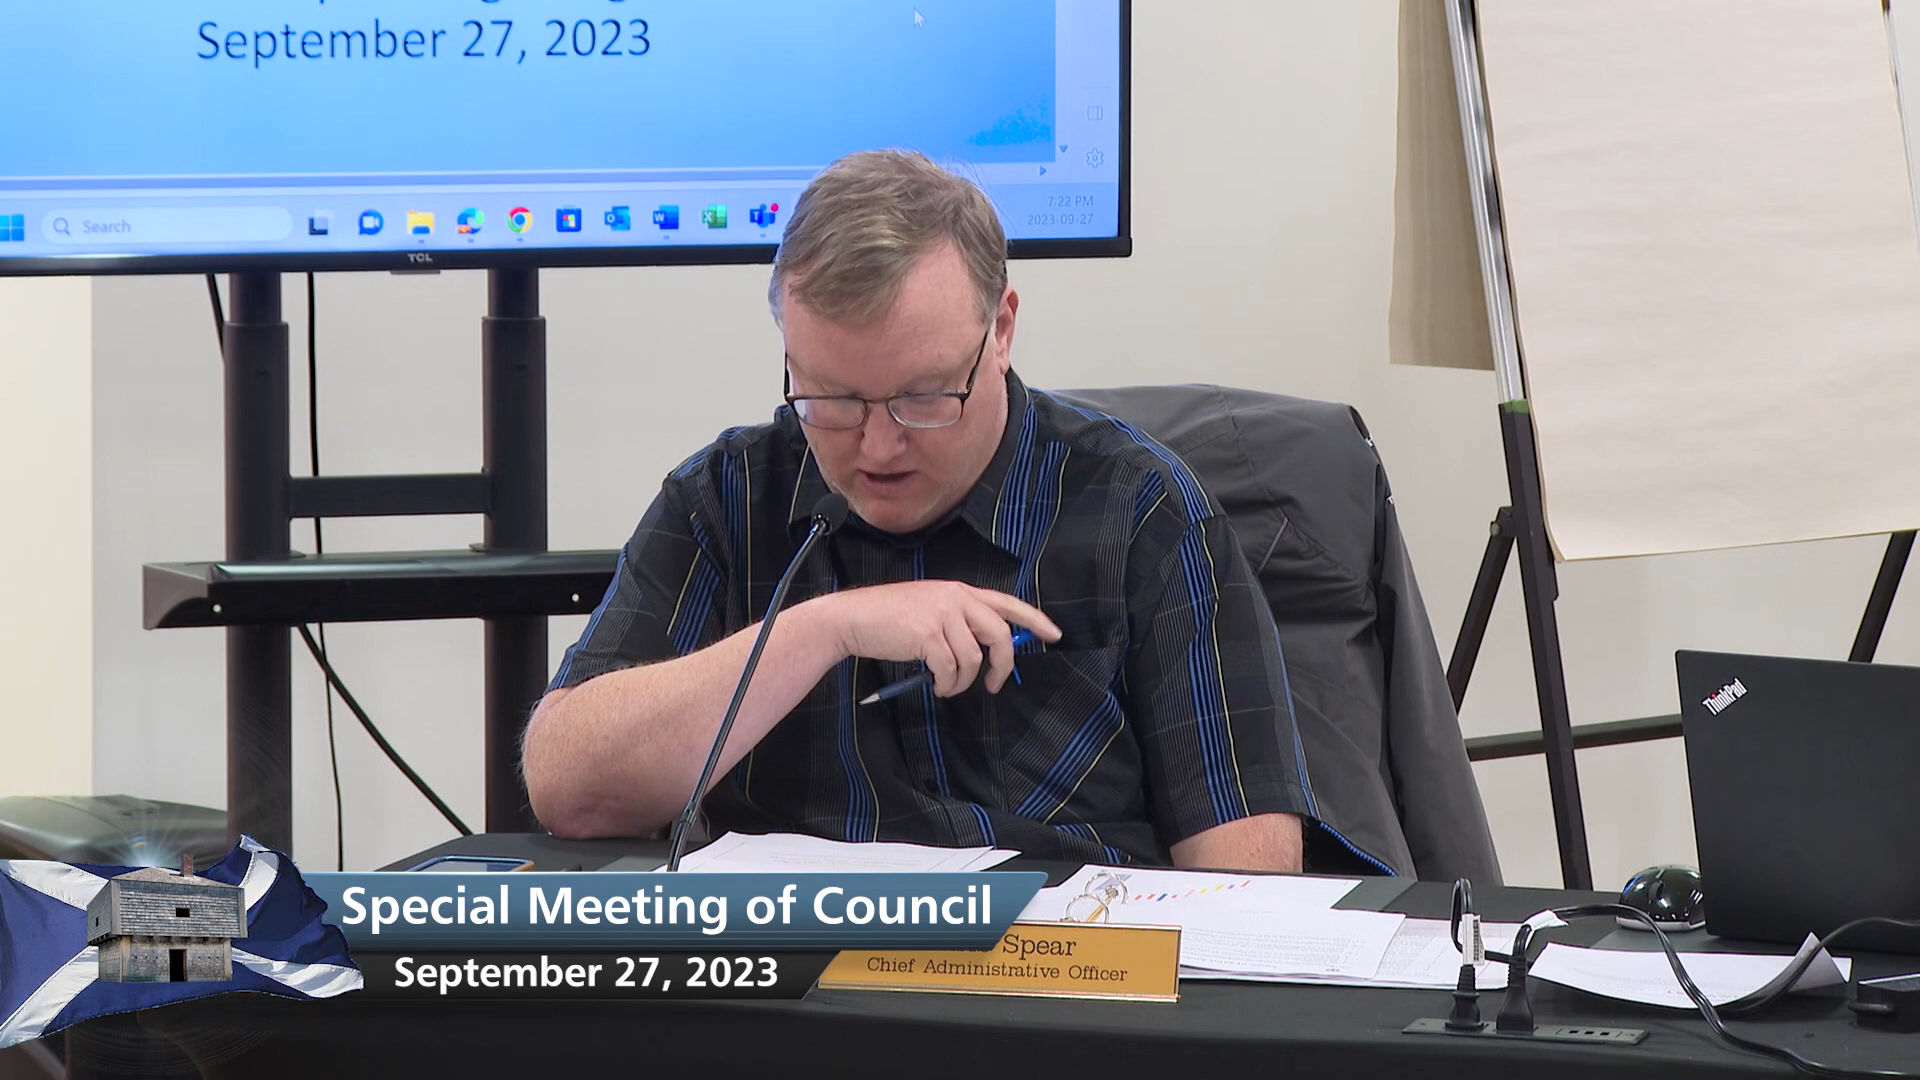 September 27, 2023
Search
7:22 PM
2023-09-27
TCL
ThinkPad
Special Meeting of Council
September 27, 2023
Spear
Chief Administrative Officer